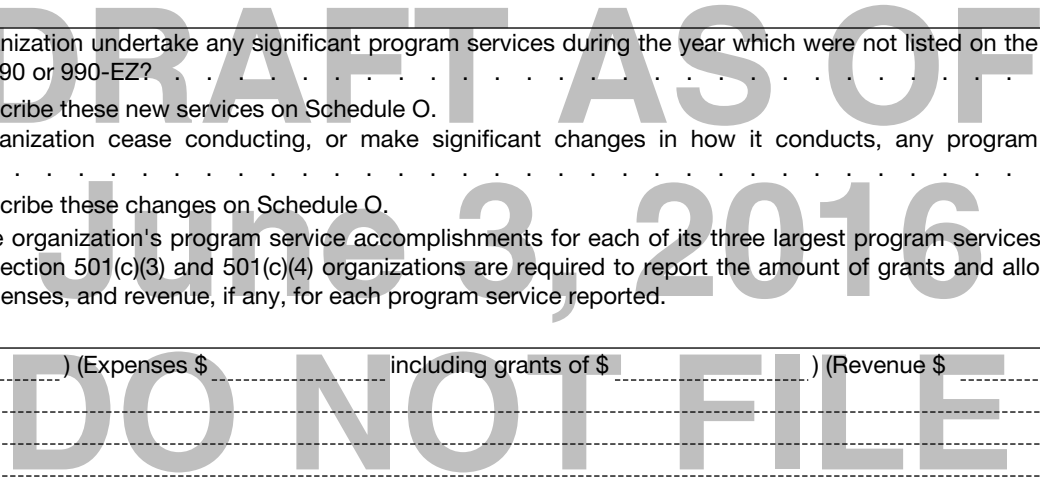 DRAFT AS OF
nization undertake any significant program services during the year which were not listed on the
90 or 990-EZ? . . . . . . . . . . . . . . . . . . . . . . . . . . . .
cribe these new services on Schedule O.
anization cease conducting, or make significant changes in how it conducts, any program
. . . . . . . . . . . . . . . . . . . . . . . . . . . . . . . . .
June 3, 2016
cribe these changes on Schedule O.
e organization's program service accomplishments for each of its three largest program services
ection 501(c)(3) and 501(c)(4) organizations are required to report the amount of grants and allo
enses, and revenue, if any, for each program service reported.
DO NOT FILE
) (Expenses $ including grants of $ ) (Revenue $